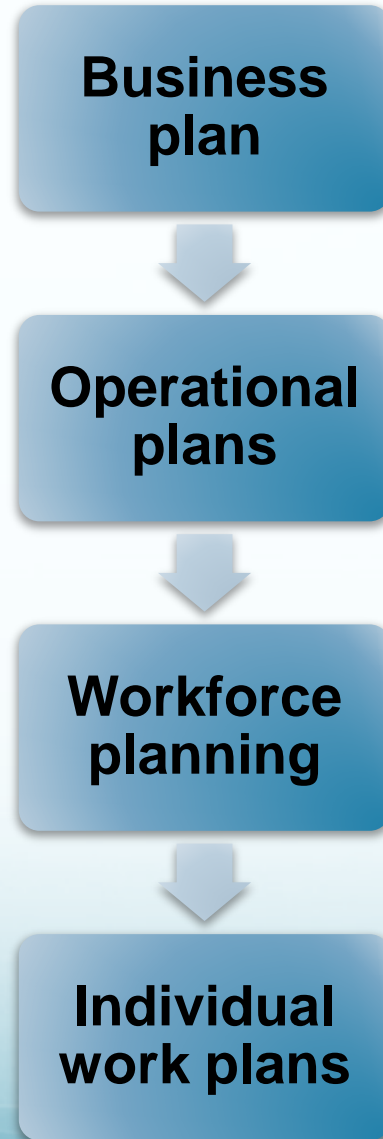 Business
plan
Operational
plans
Workforce
planning
Individual
work plans